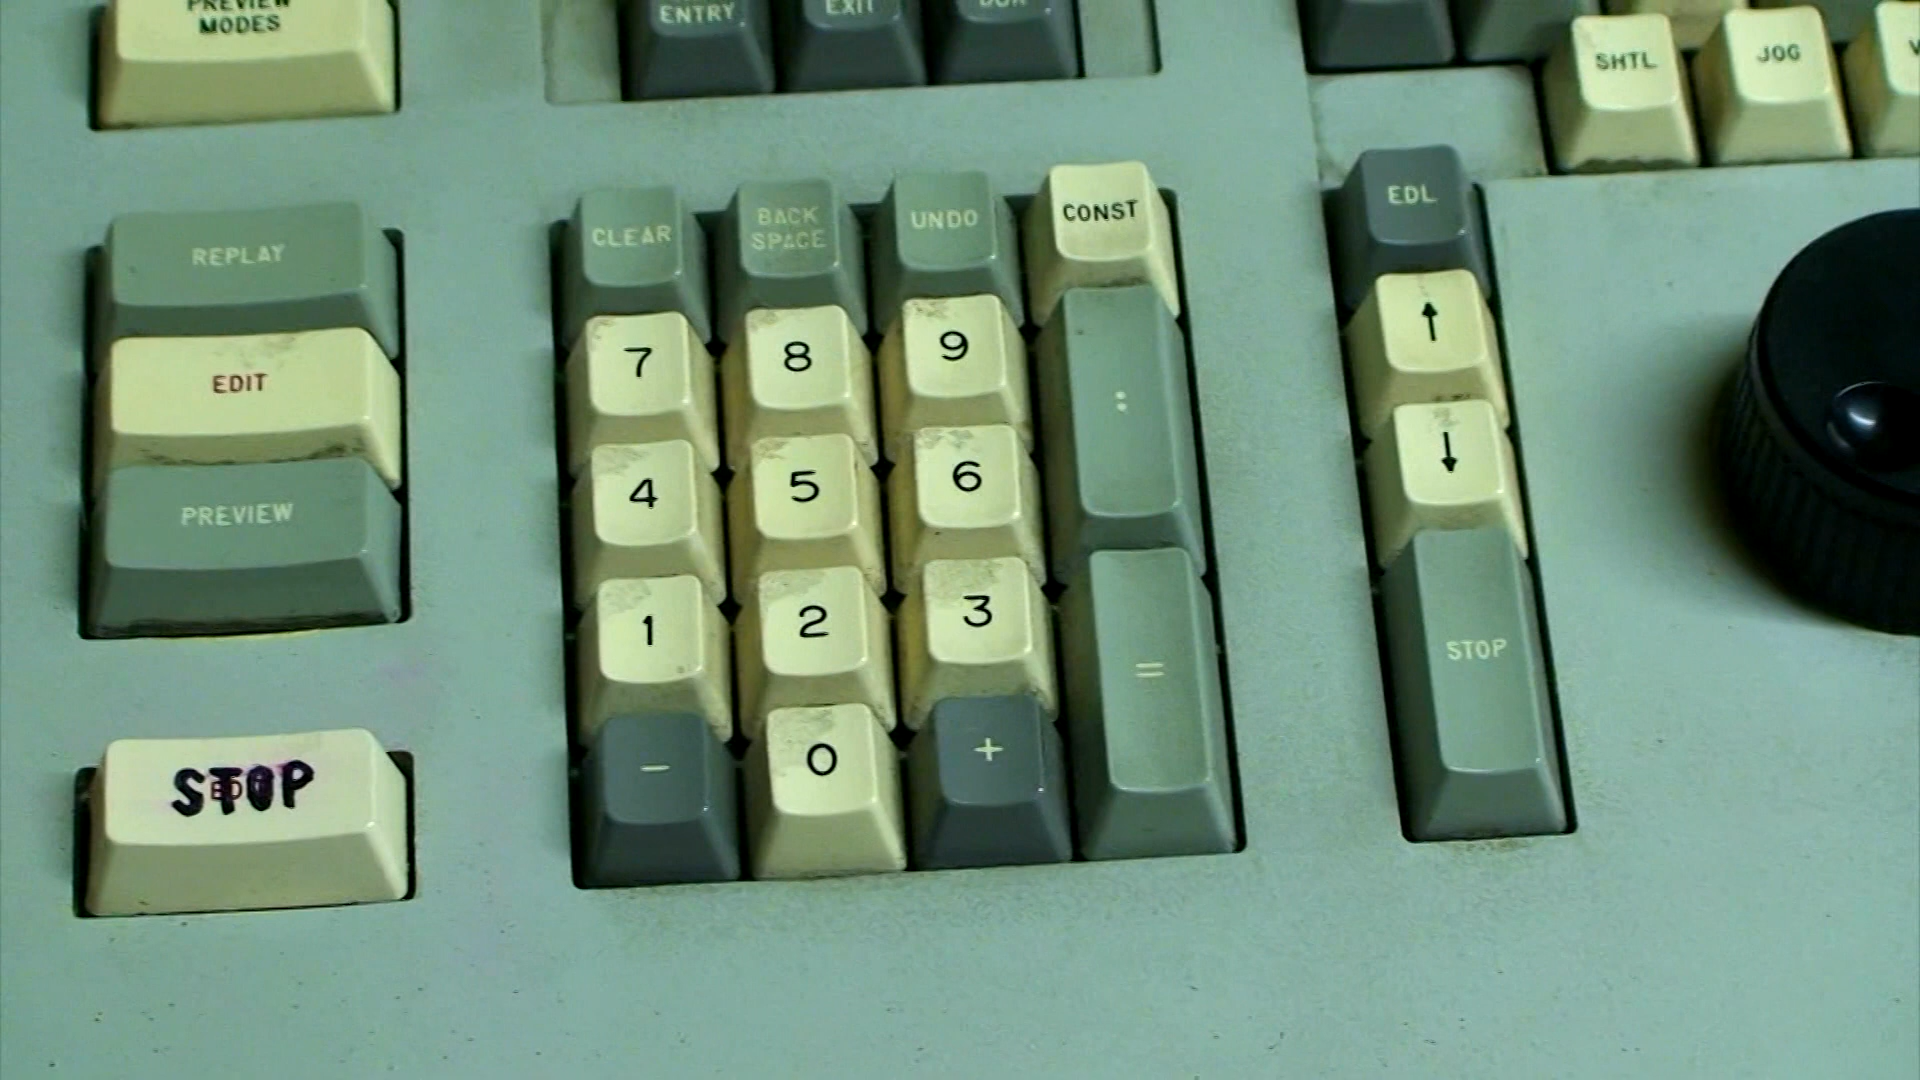 PREVIEW
MODES
ENTRY
EXIT
DUR
SHTL
JOG
REPLAY
EDIT
PREVIEW
STOP
CLEAR
BACK
SPACE
UNDO
CONST
7
8
9
:
4
5
6
1
2
3
=
-
0
+
EDL
↑
↓
STOP